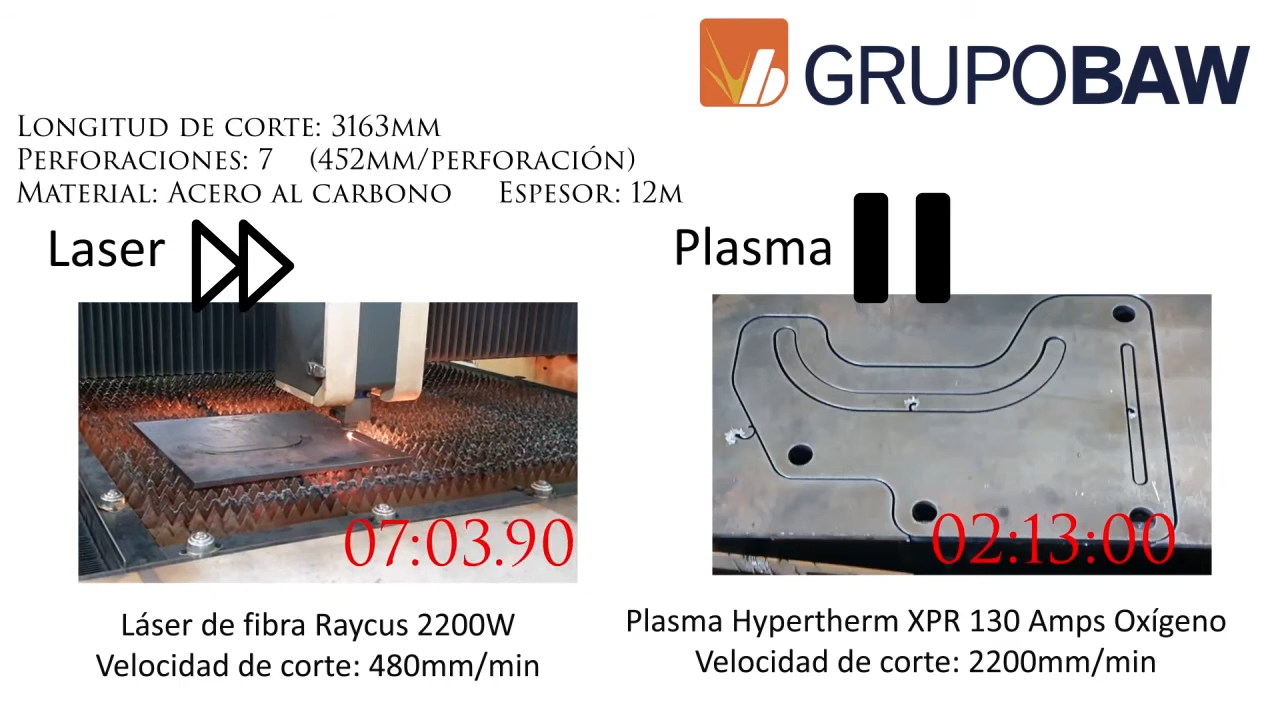 GRUPOBAW
LONGITUD DE CORTE: 3163MM
PERFORACIONES: 7 (452MM/PERFORACIÓN)
MATERIAL: ACERO AL CARBONO ESPESOR: 12M
Laser
Plasma
07:03.90
02:13:00
Láser de fibra Raycus 2200W
Velocidad de corte: 480mm/min
Plasma Hypertherm XPR 130 Amps Oxígeno
Velocidad de corte: 2200mm/min